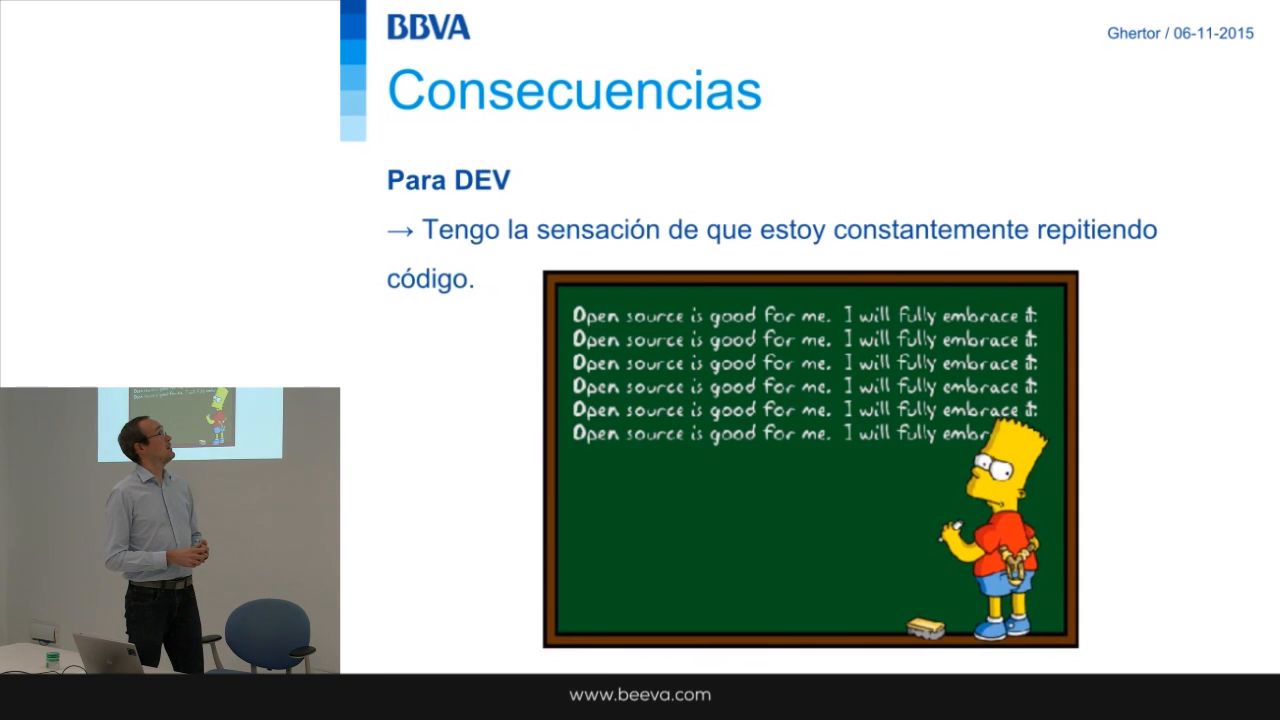 BBVA
Ghertor / 06-11-2015
Consecuencias
Para DEV
→ Tengo la sensación de que estoy constantemente repitiendo
código.
Open source is good for me. I will fully embrace it.
Open source is good for me. I will fully embrace it.
Open source is good for me. I will fully embrace it.
Open source is good for me. I will fully embrace it.
Open source is good for me. I will fully embrace it.
Open source is good for me. I will fully embr
www.beeva.com